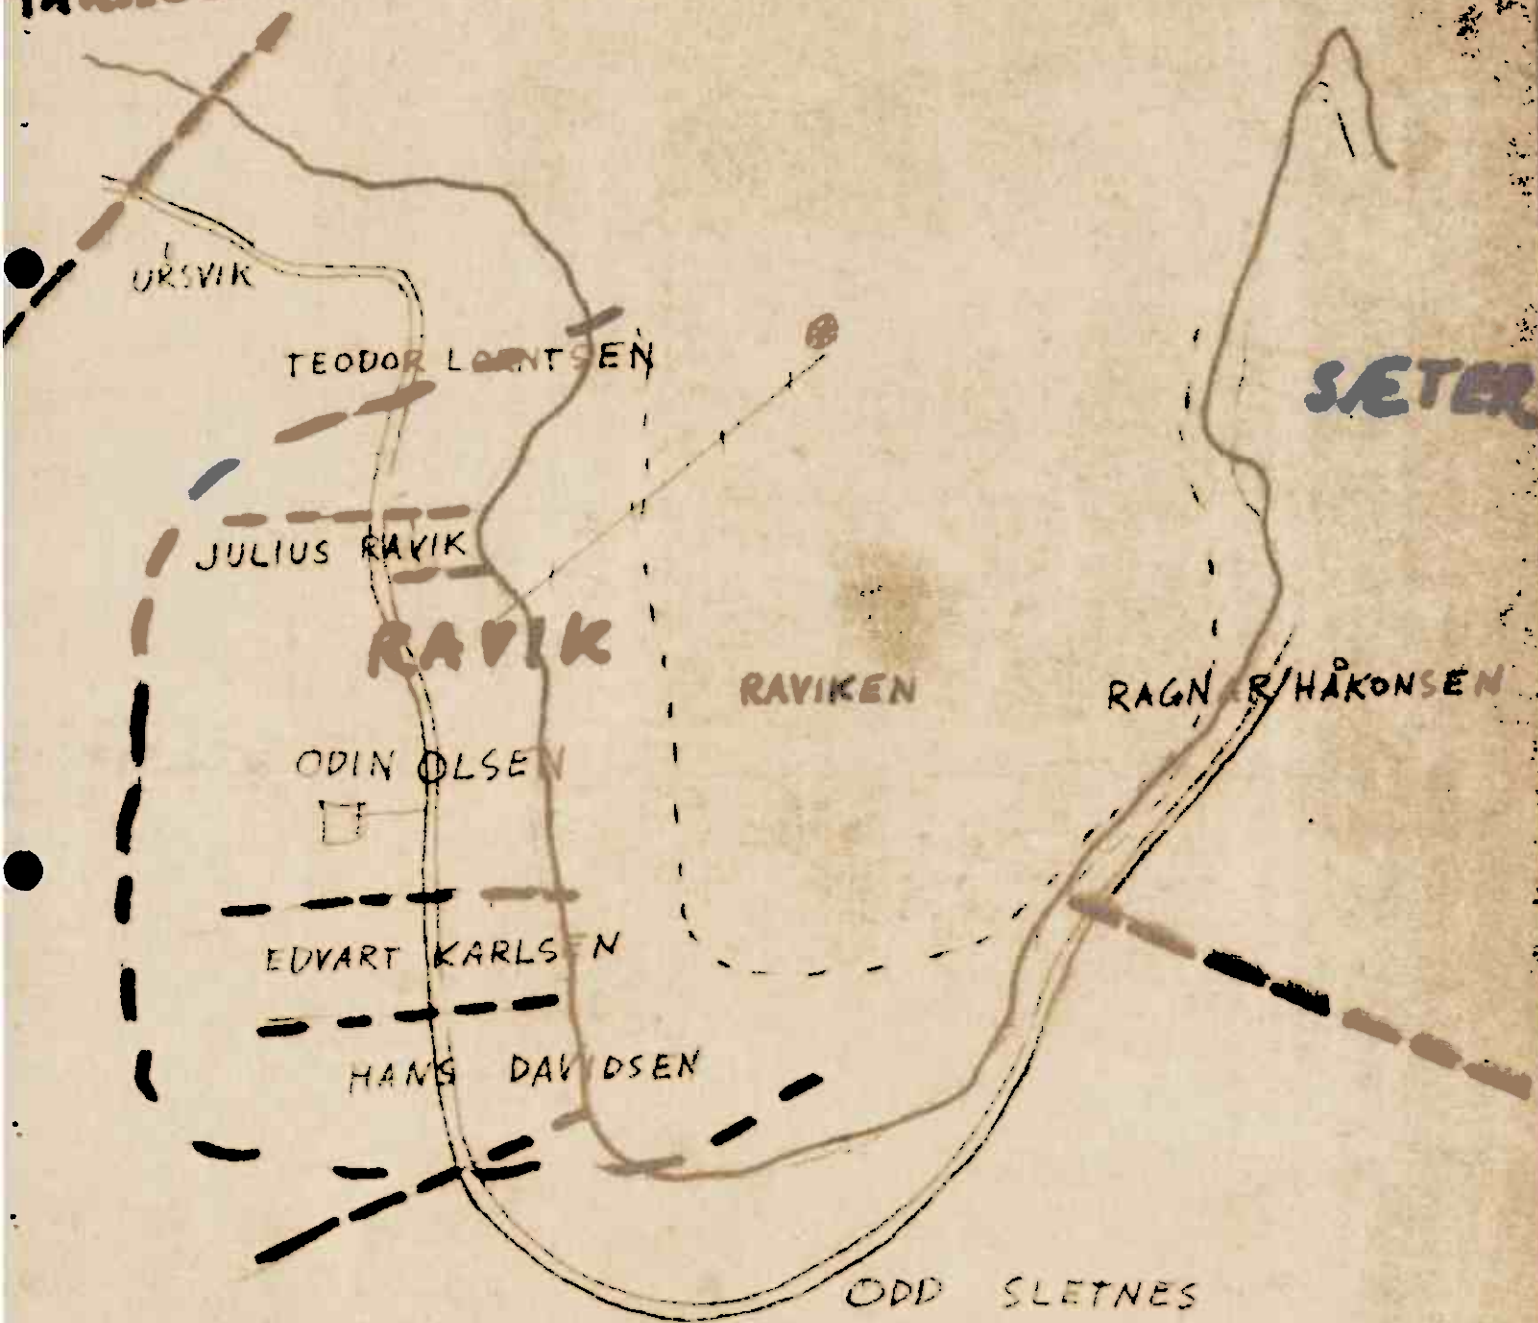 URSVIK
TEODOR LORNTSEN
SÆTER
JULIUS RAVIK
RAVIK
RAVIKEN
RAGNAR HÅKONSEN
ODIN OLSEN
EDVART KARLSEN
HANS DAVIDSEN
ODD SLETNES